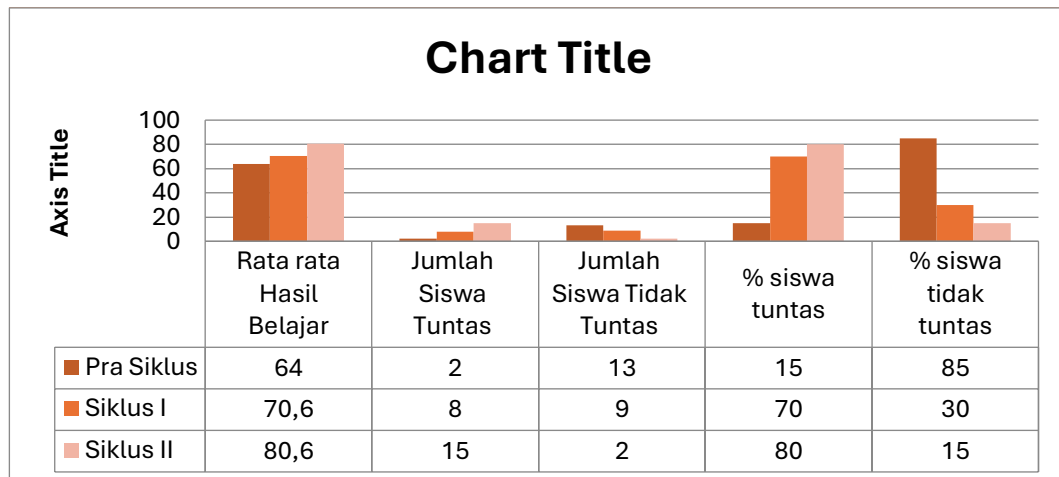 Chart Title
Axis Title
100
80
60
40
20
0
Rata rata
Hasil
Belajar
Jumlah
Siswa
Tuntas
Jumlah
Siswa Tidak
Tuntas
% siswa
tuntas
% siswa
tidak
tuntas
Pra Siklus 64 2 13 15 85
Siklus I 70,6 8 9 70 30
Siklus II 80,6 15 2 80 15